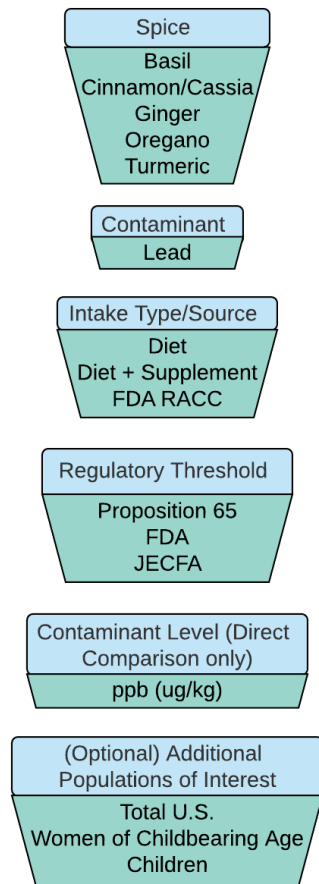 Spice
Basil
Cinnamon/Cassia
Ginger
Oregano
Turmeric
Contaminant
Lead
Intake Type/Source
Diet
Diet + Supplement
FDA RACC
Regulatory Threshold
Proposition 65
FDA
JECFA
Contaminant Level (Direct
Comparison only)
ppb (ug/kg)
(Optional) Additional
Populations of Interest
Total U.S.
Women of Childbearing Age
Children